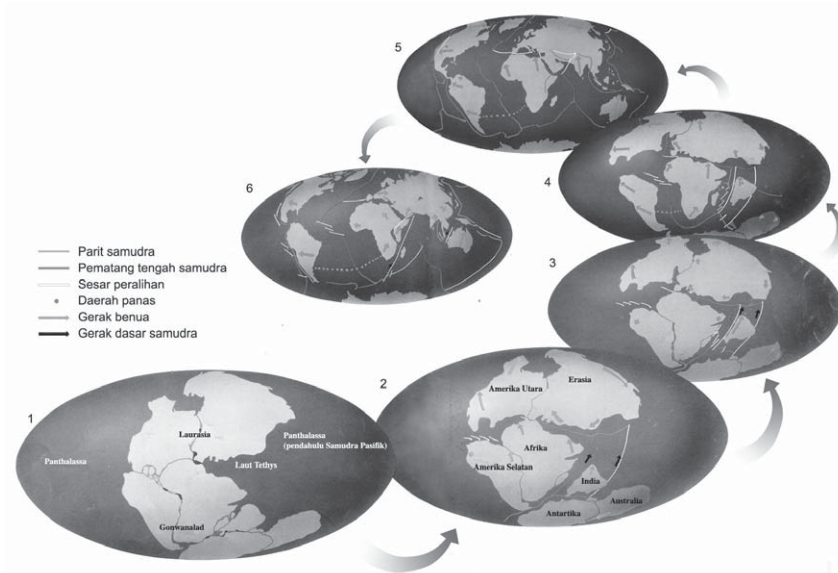 5
4
6
3
Parit samudra
Pematang tengah samudra
Sesar peralihan
Daerah panas
Gerak benua
Gerak dasar samudra
1
Panthalassa
Laurasia
Panthalassa
(pendahulu Samudra Pasifik)
Laut Tethys
Gonwanalad
2
Amerika Utara
Erasia
Afrika
Amerika Selatan
India
Australia
Antartika